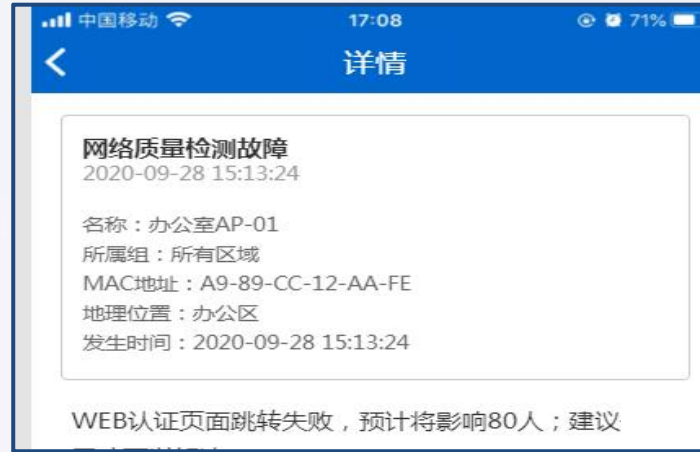 中国移动 17:08 71%
详情
网络质量检测故障
2020-09-28 15:13:24
名称：办公室AP-01
所属组：所有区域
MAC地址：A9-89-CC-12-AA-FE
地理位置：办公区
发生时间：2020-09-28 15:13:24
WEB认证页面跳转失败，预计将影响80人；建议